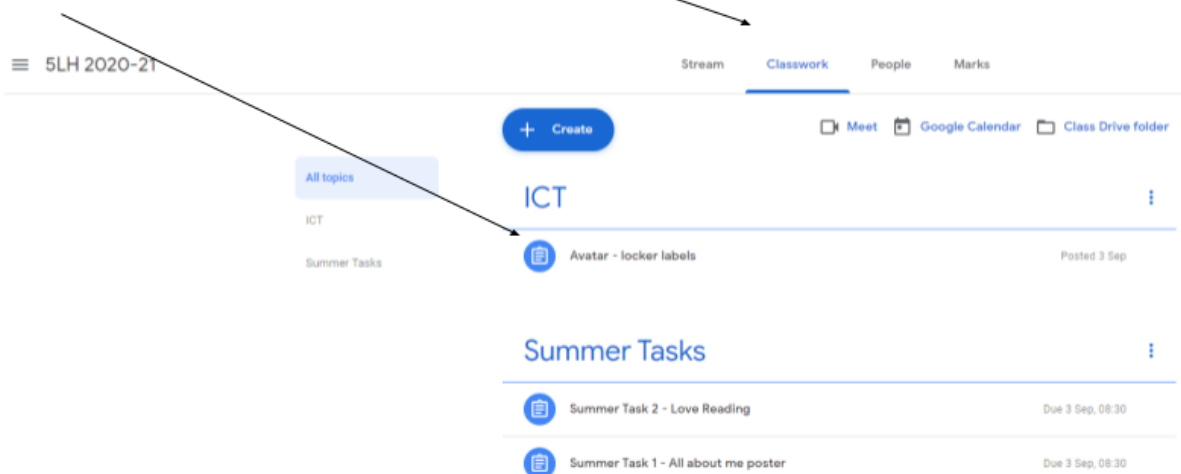 5LH 2020-21
Stream Classwork People Marks
+ Create
Meet Google Calendar Class Drive folder
All topics
ICT
Summer Tasks
ICT
Avatar - locker labels Posted 3 Sep
Summer Tasks
Summer Task 2 - Love Reading Due 3 Sep, 08:30
Summer Task 1 - All about me poster Due 3 Sep, 08:30